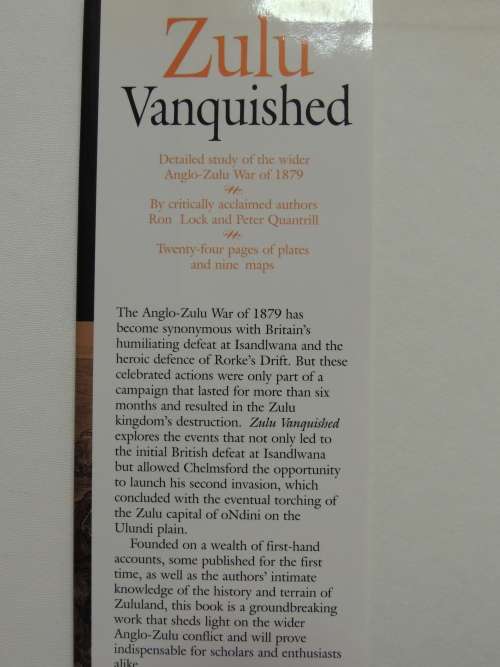 Zulu
Vanquished
Detailed study of the wider
Anglo-Zulu War of 1879
By critically acclaimed authors
Ron Lock and Peter Quantrill
Twenty-four pages of plates
and nine maps
The Anglo-Zulu War of 1879 has
become synonymous with Britain's
humiliating defeat at Isandlwana and the
heroic defence of Rorke's Drift. But these
celebrated actions were only part of a
campaign that lasted for more than six
months and resulted in the Zulu
kingdom's destruction. Zulu Vanquished
explores the events that not only led to
the initial British defeat at Isandlwana
but allowed Chelmsford the opportunity
to launch his second invasion, which
concluded with the eventual torching of
the Zulu capital of oNdini on the
Ulundi plain.
Founded on a wealth of first-hand
accounts, some published for the first
time, as well as the authors' intimate
knowledge of the history and terrain of
Zululand, this book is a groundbreaking
work that sheds light on the wider
Anglo-Zulu conflict and will prove
indispensable for scholars and enthusiasts
alike.